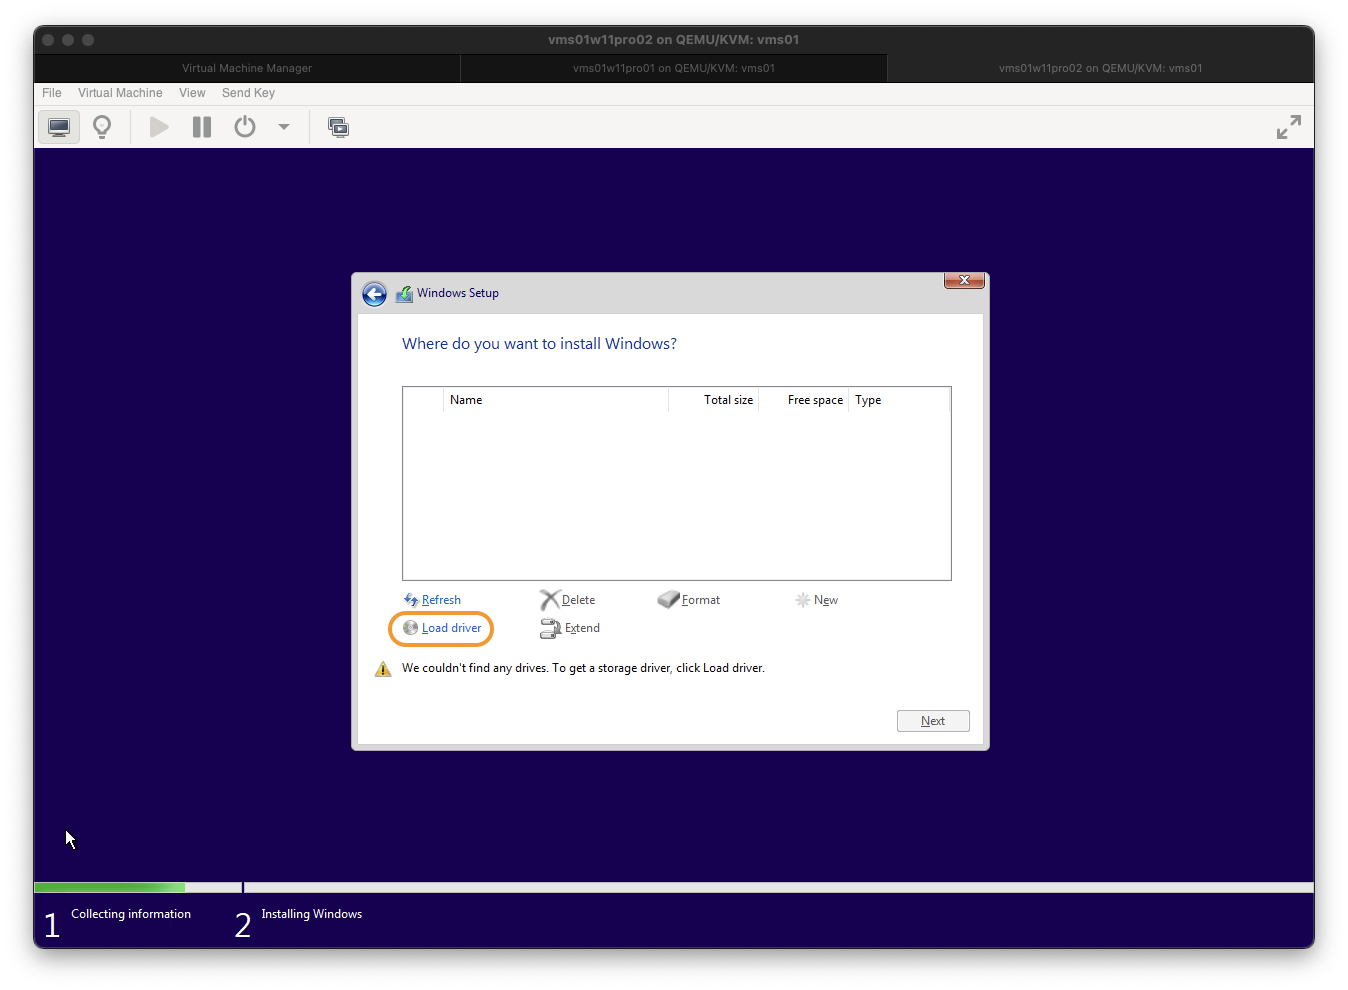 vms01w11pro02 on QEMU/KVM: vms01
Virtual Machine Manager
vms01w11pro01 on QEMU/KVM: vms01
vms01w11pro02 on QEMU/KVM: vms01
File Virtual Machine View Send Key
Windows Setup
Where do you want to install Windows?
Name Total size Free space Type
Refresh Delete Format New
Load driver Extend
We couldn't find any drives. To get a storage driver, click Load driver.
Next
1 Collecting information 2 Installing Windows